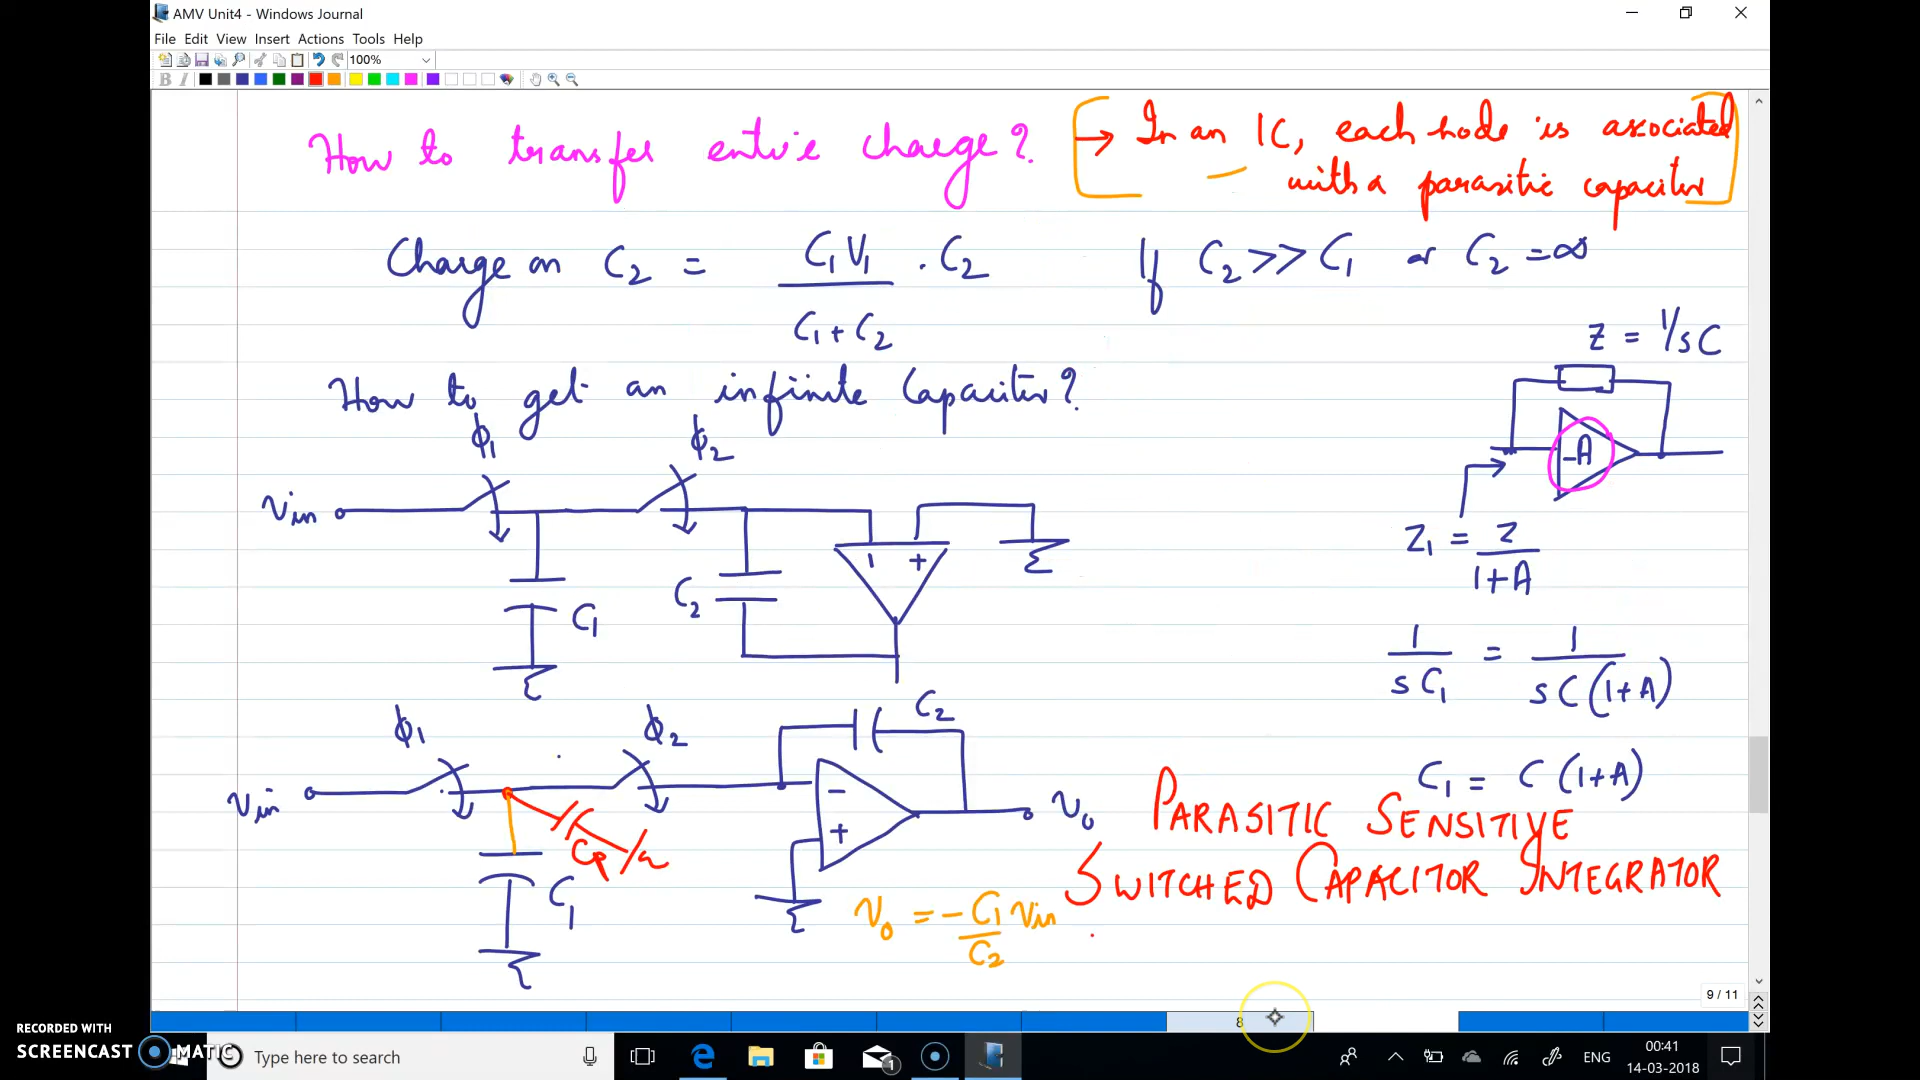 AMV Unit4 - Windows Journal
File Edit View Insert Actions Tools Help
100%
B I
How to transfer entire charge?
→ In an IC, each node is asociated
with a parasitic capacitor
Charge on C2 = C1V1 / C1 + C2 . C2
If C2 >> C1 or C2 = ∞
How to get an infinite Capacitor?
Z = 1/sC
-A
Z1 = Z / 1+A
ϕ1
ϕ2
Vin
C1
C2
- +
1 / sC1 = 1 / sC(1+A)
C1 = C(1+A)
ϕ1
ϕ2
C2
Vin
-
+
Vo
Cp
C1
Vo = - C1 / C2 Vin
PARASITIC SENSITIVE
SWITCHED CAPACITOR INTEGRATOR
9 / 11
8
RECORDED WITH
SCREENCAST MATIC
Type here to search
1
ENG
00:41
14-03-2018